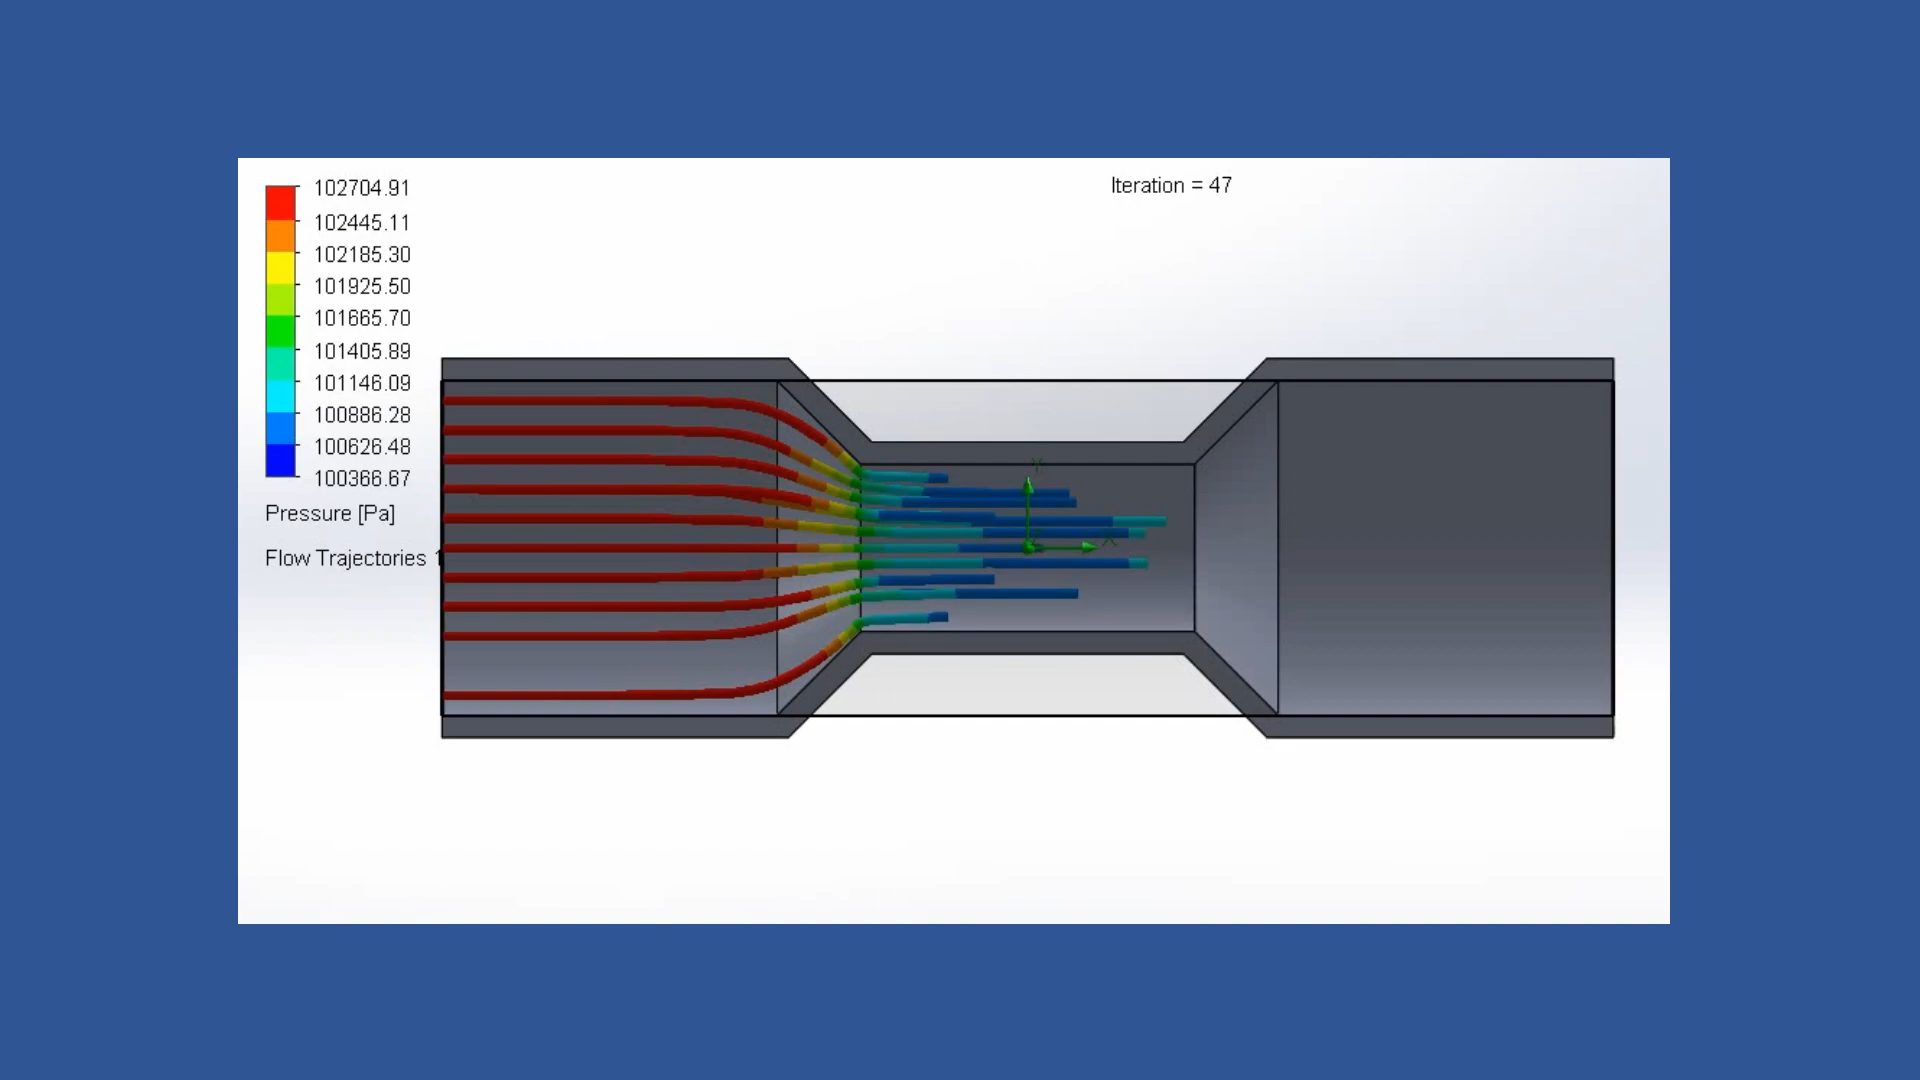 102704.91
102445.11
102185.30
101925.50
101665.70
101405.89
101146.09
100886.28
100626.48
100366.67
Pressure [Pa]
Flow Trajectories 1
Iteration = 47
Y
X